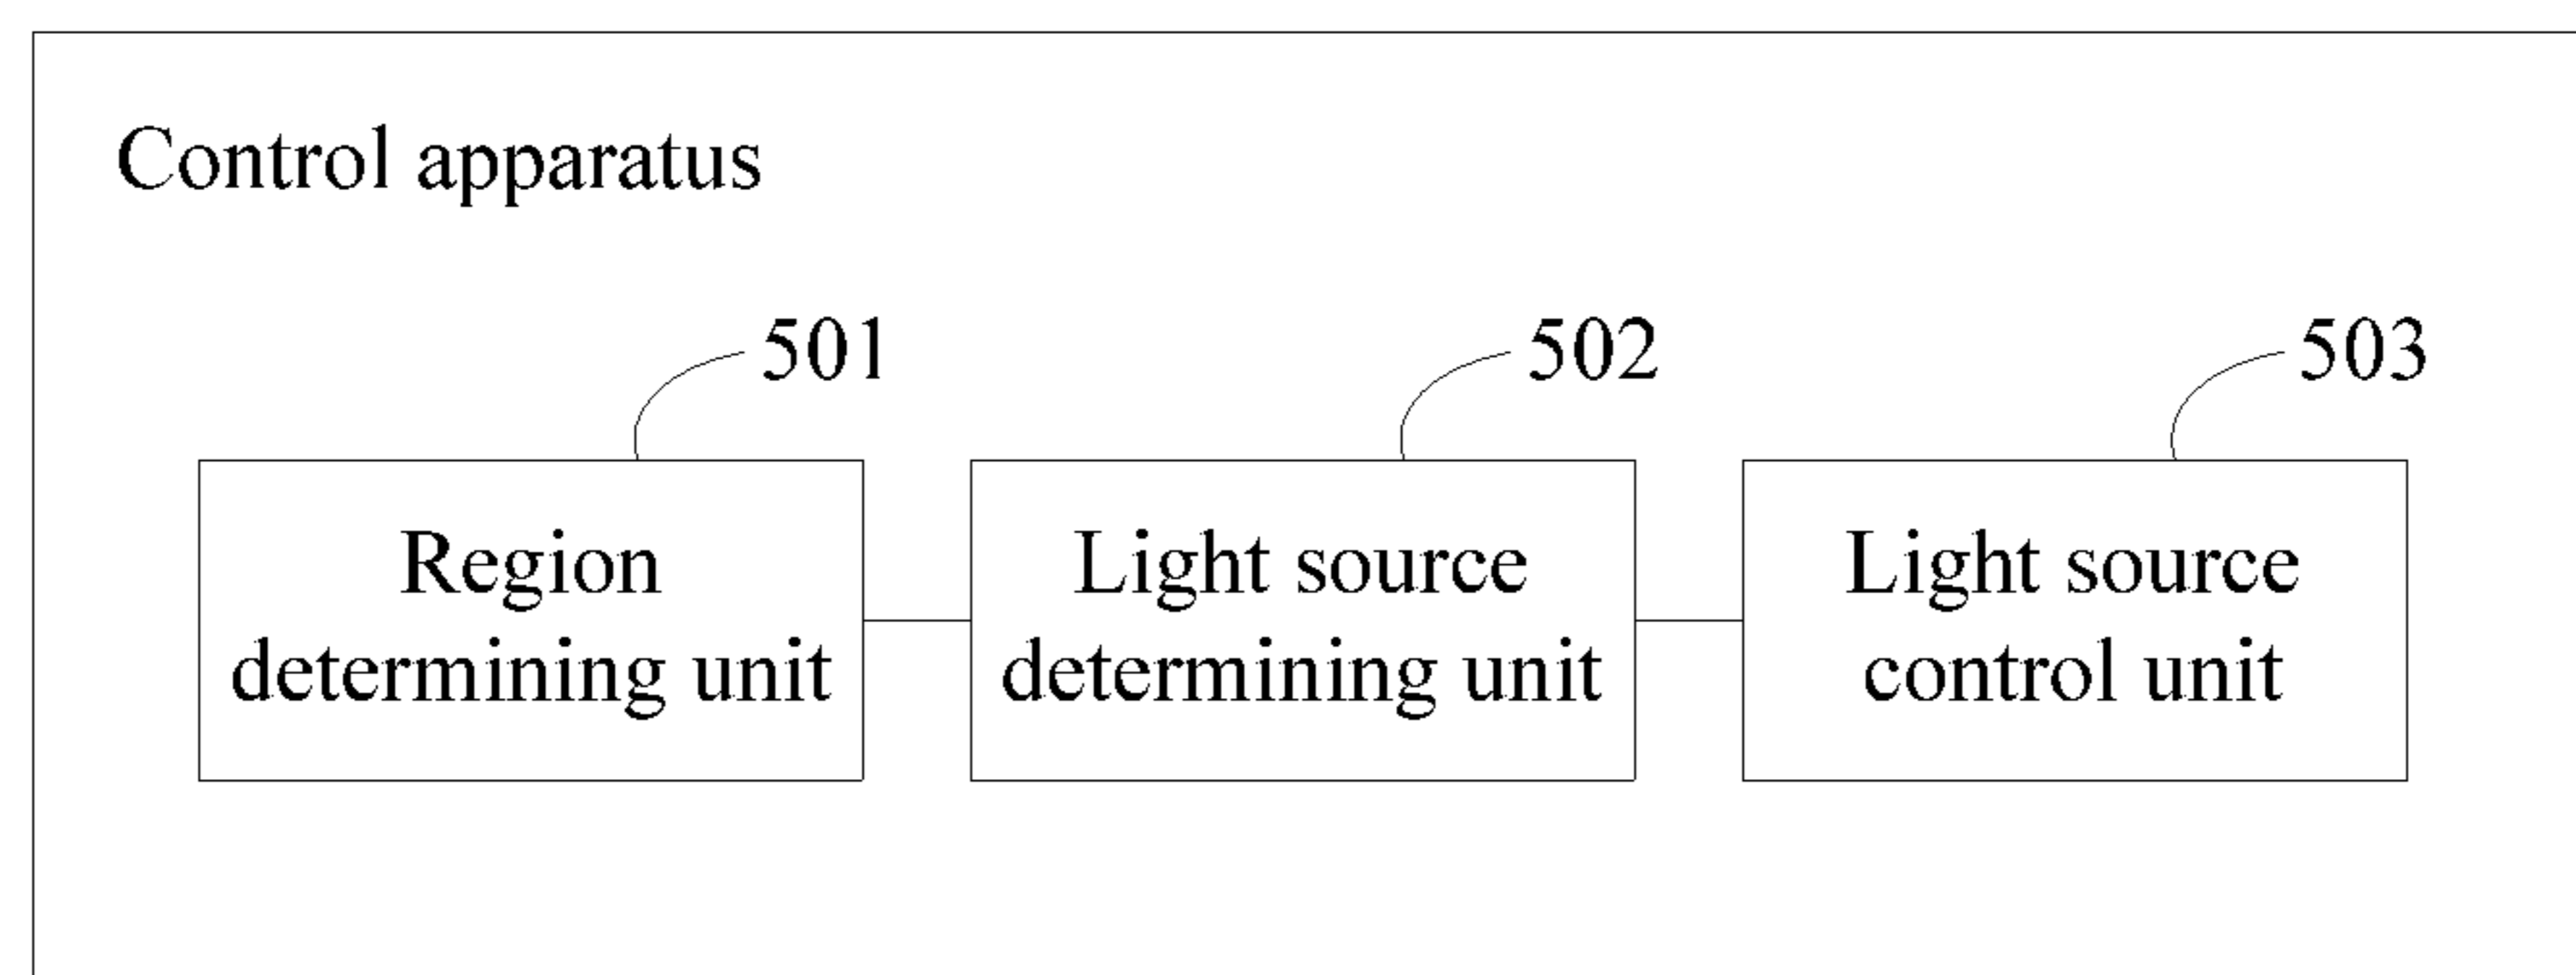 Control apparatus
501
502
503
Region
determining unit
Light source
determining unit
Light source
control unit